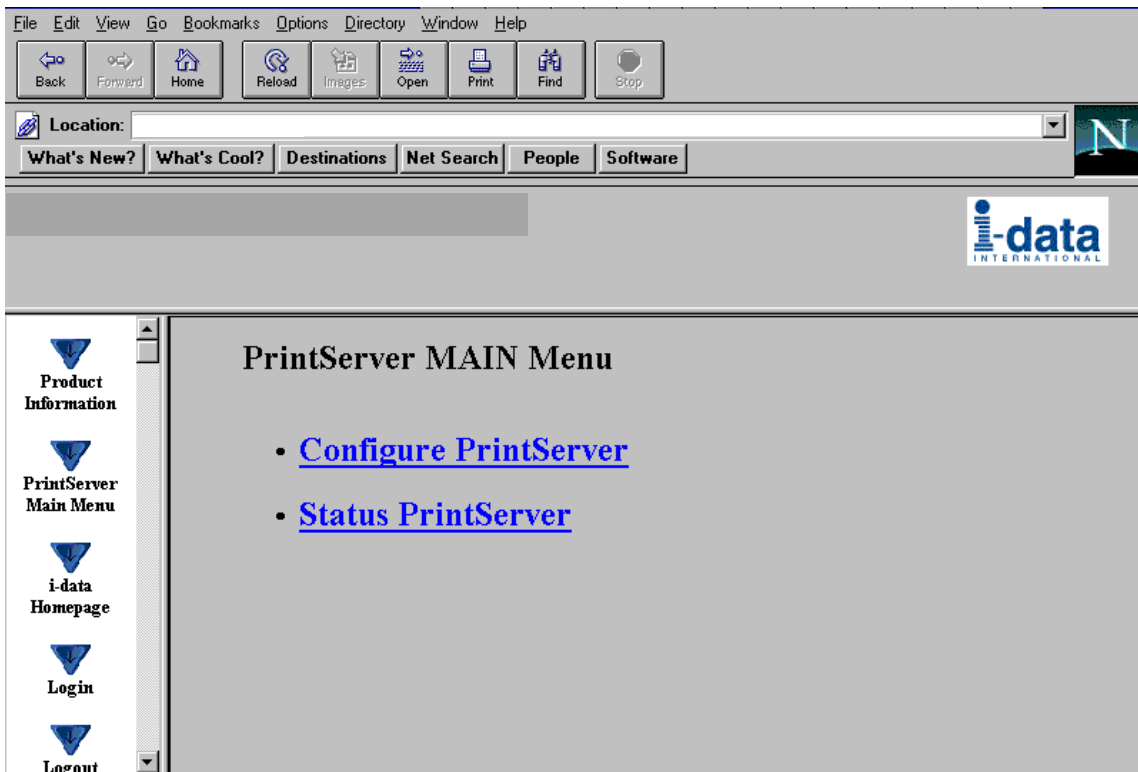 File Edit View Go Bookmarks Options Directory Window Help
Back Forward Home Reload Images Open Print Find Stop
Location:
What's New? What's Cool? Destinations Net Search People Software
N
i-data
INTERNATIONAL
Product
Information
PrintServer
Main Menu
i-data
Homepage
Login
Logout
PrintServer MAIN Menu
• Configure PrintServer
• Status PrintServer